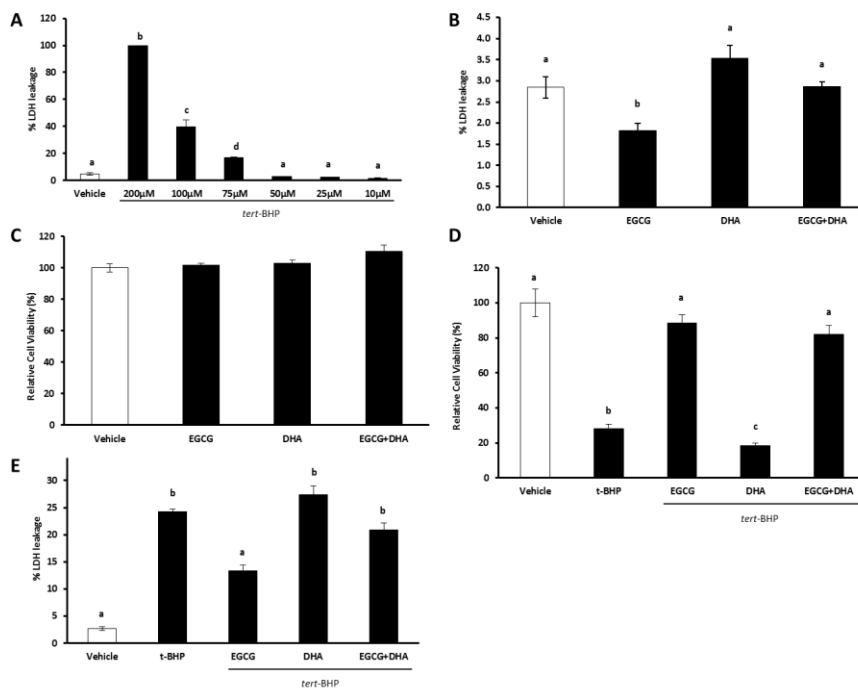 A
% LDH leakage
120
100
80
60
40
20
0
a
b
c
d
a
a
a
Vehicle 200µM 100µM 75µM 50µM 25µM 10µM
tert-BHP
B
% LDH leakage
4.5
4.0
3.5
3.0
2.5
2.0
1.5
1.0
0.5
0.0
a
b
a
a
Vehicle EGCG DHA EGCG+DHA
C
Relative Cell Viability (%)
120
100
80
60
40
20
0
Vehicle EGCG DHA EGCG+DHA
D
Relative Cell Viability (%)
120
100
80
60
40
20
0
a
b
a
c
a
Vehicle t-BHP EGCG DHA EGCG+DHA
tert-BHP
E
% LDH leakage
30
25
20
15
10
5
0
a
b
a
b
b
Vehicle t-BHP EGCG DHA EGCG+DHA
tert-BHP